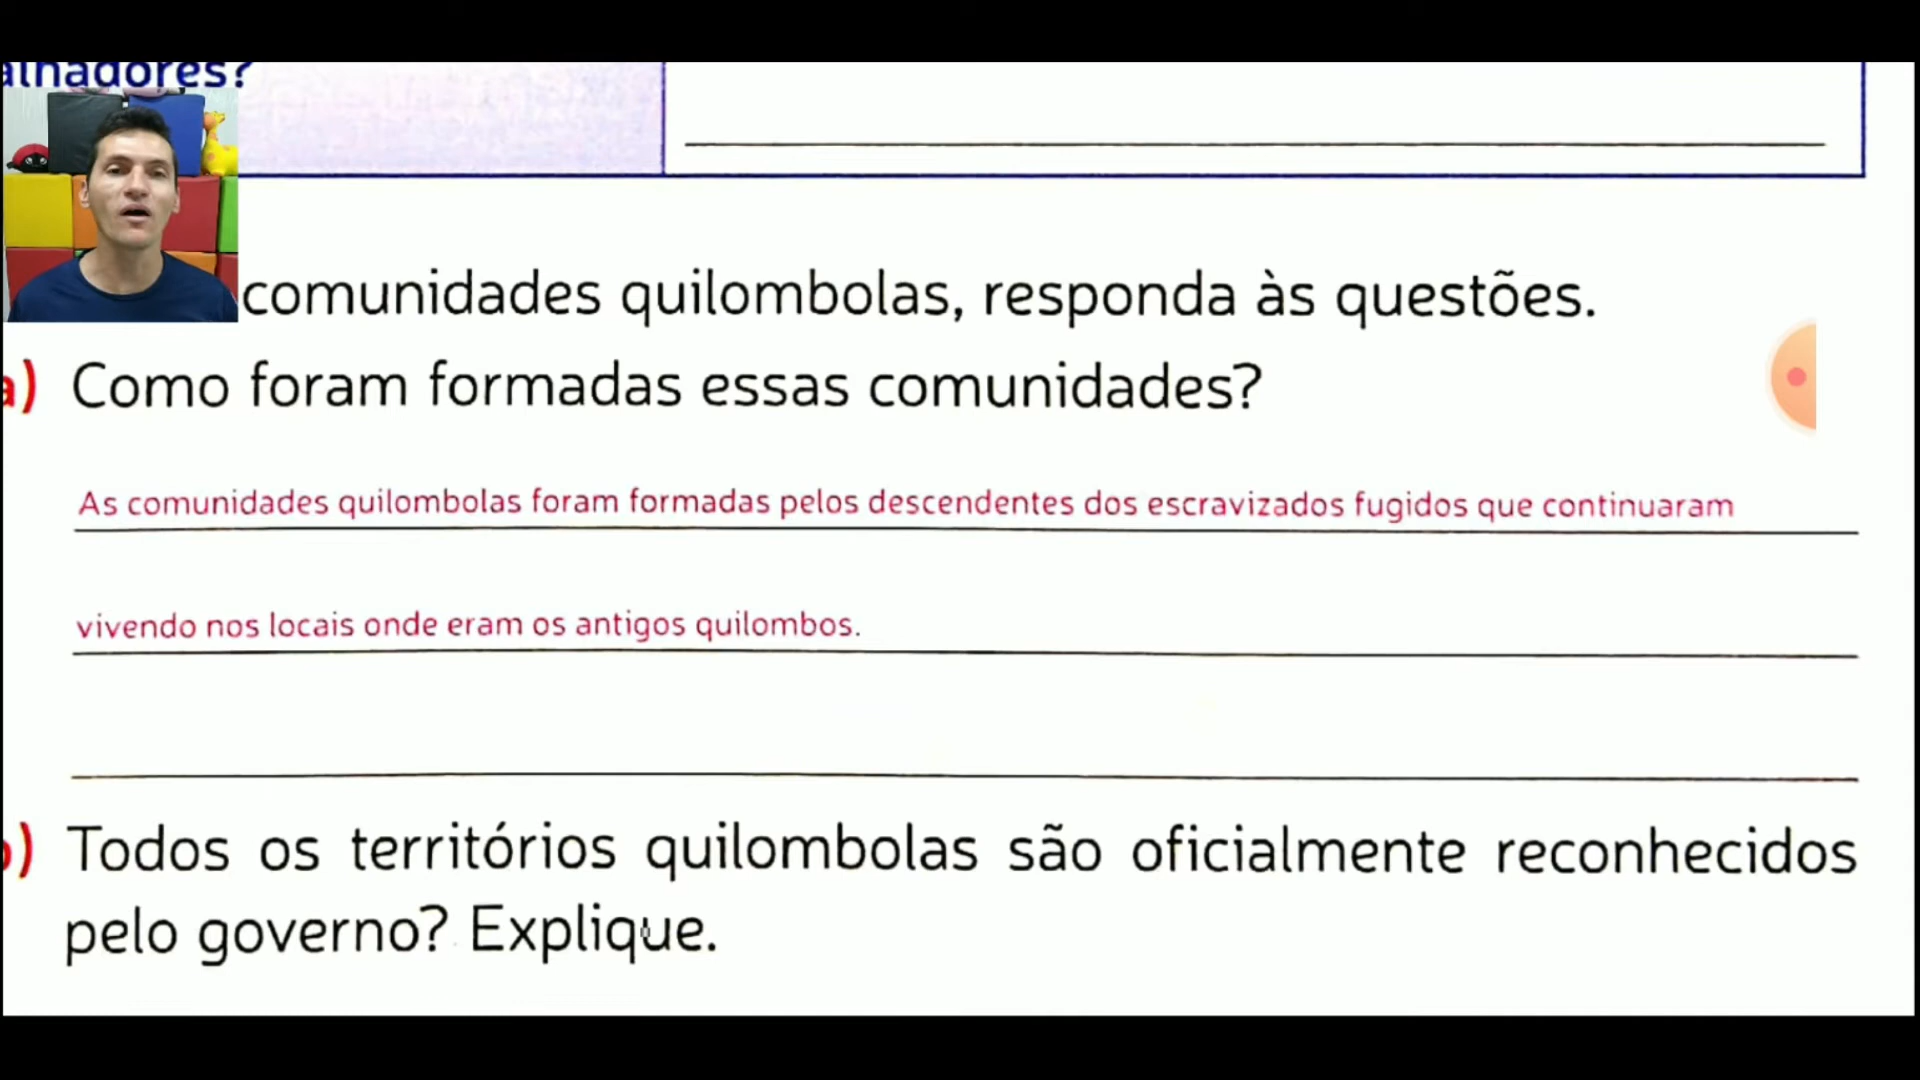 alhadores?
comunidades quilombolas, responda às questões.
a) Como foram formadas essas comunidades?
As comunidades quilombolas foram formadas pelos descendentes dos escravizados fugidos que continuaram
vivendo nos locais onde eram os antigos quilombos.
b) Todos os territórios quilombolas são oficialmente reconhecidos
pelo governo? Explique.